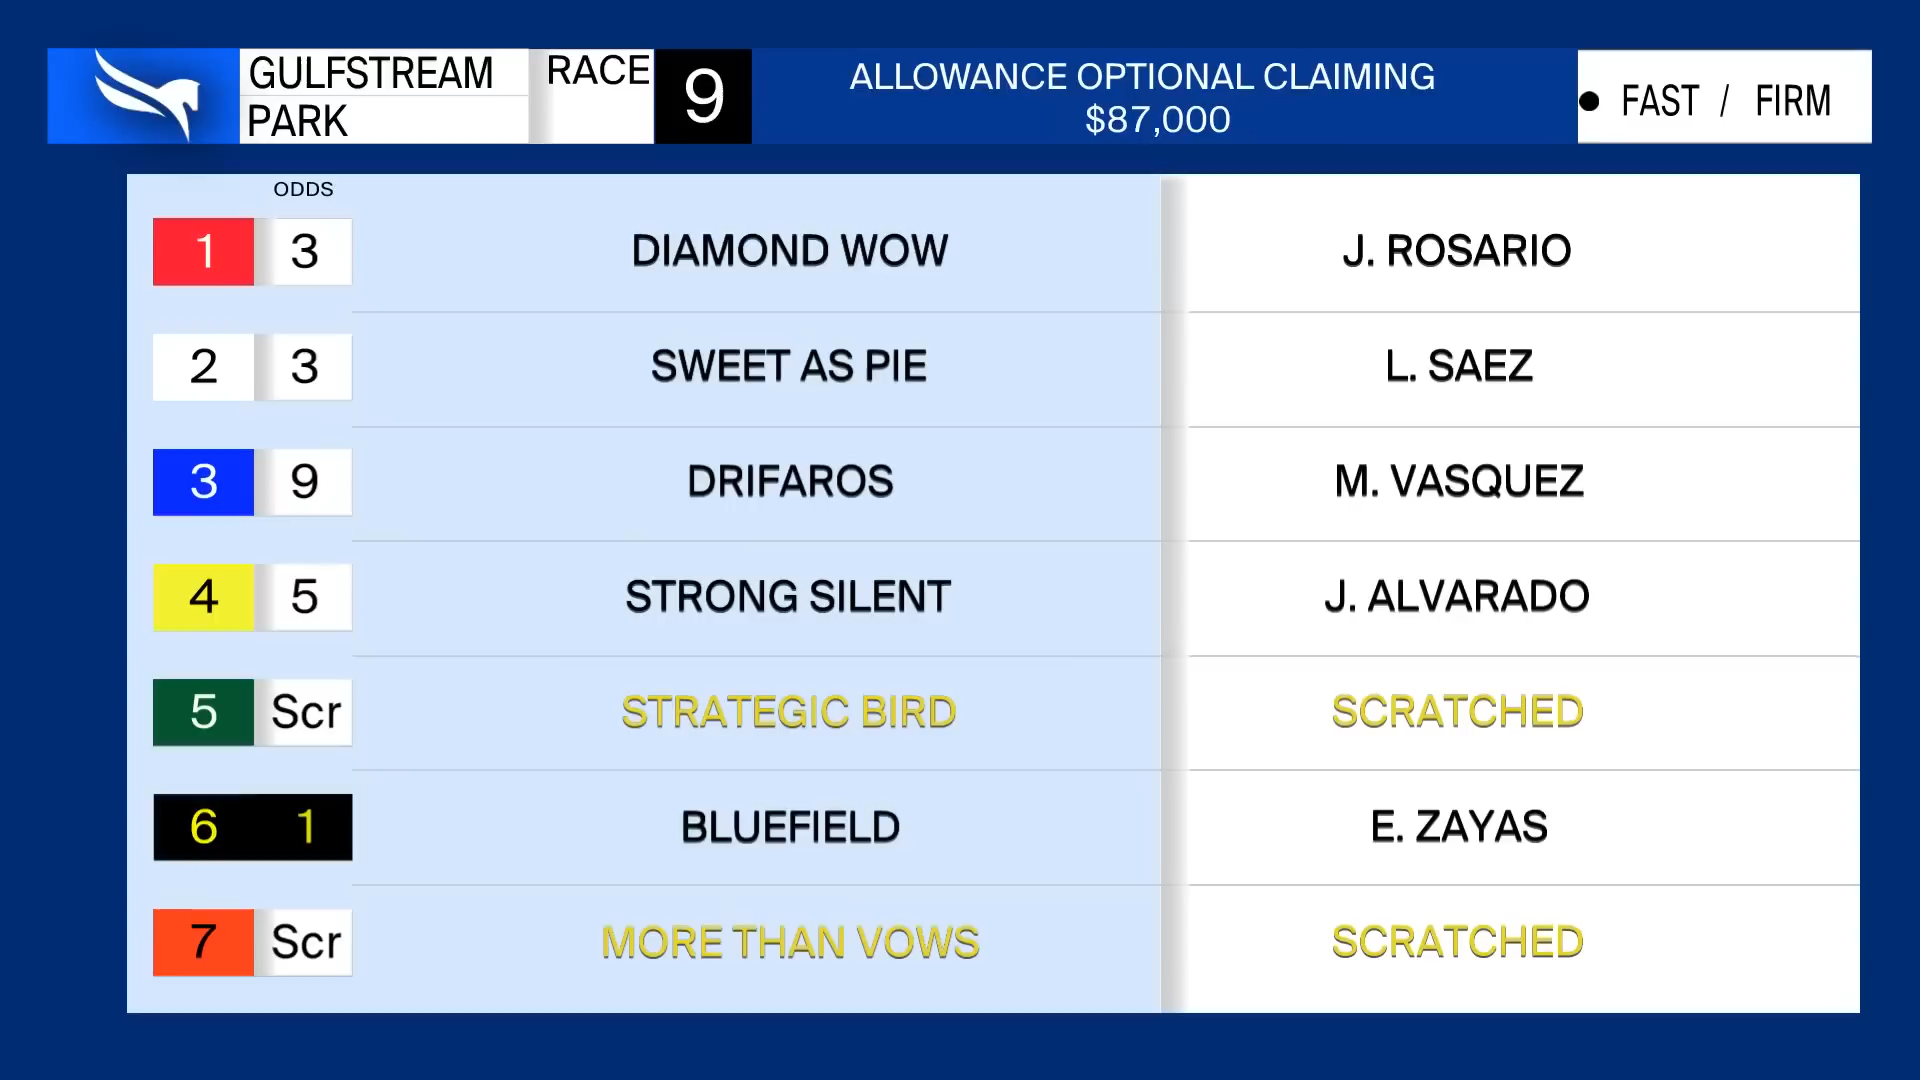 GULFSTREAM
PARK
RACE
9
ALLOWANCE OPTIONAL CLAIMING
$87,000
FAST / FIRM
ODDS
1 3 DIAMOND WOW J. ROSARIO
2 3 SWEET AS PIE L. SAEZ
3 9 DRIFAROS M. VASQUEZ
4 5 STRONG SILENT J. ALVARADO
5 Scr STRATEGIC BIRD SCRATCHED
6 1 BLUEFIELD E. ZAYAS
7 Scr MORE THAN VOWS SCRATCHED